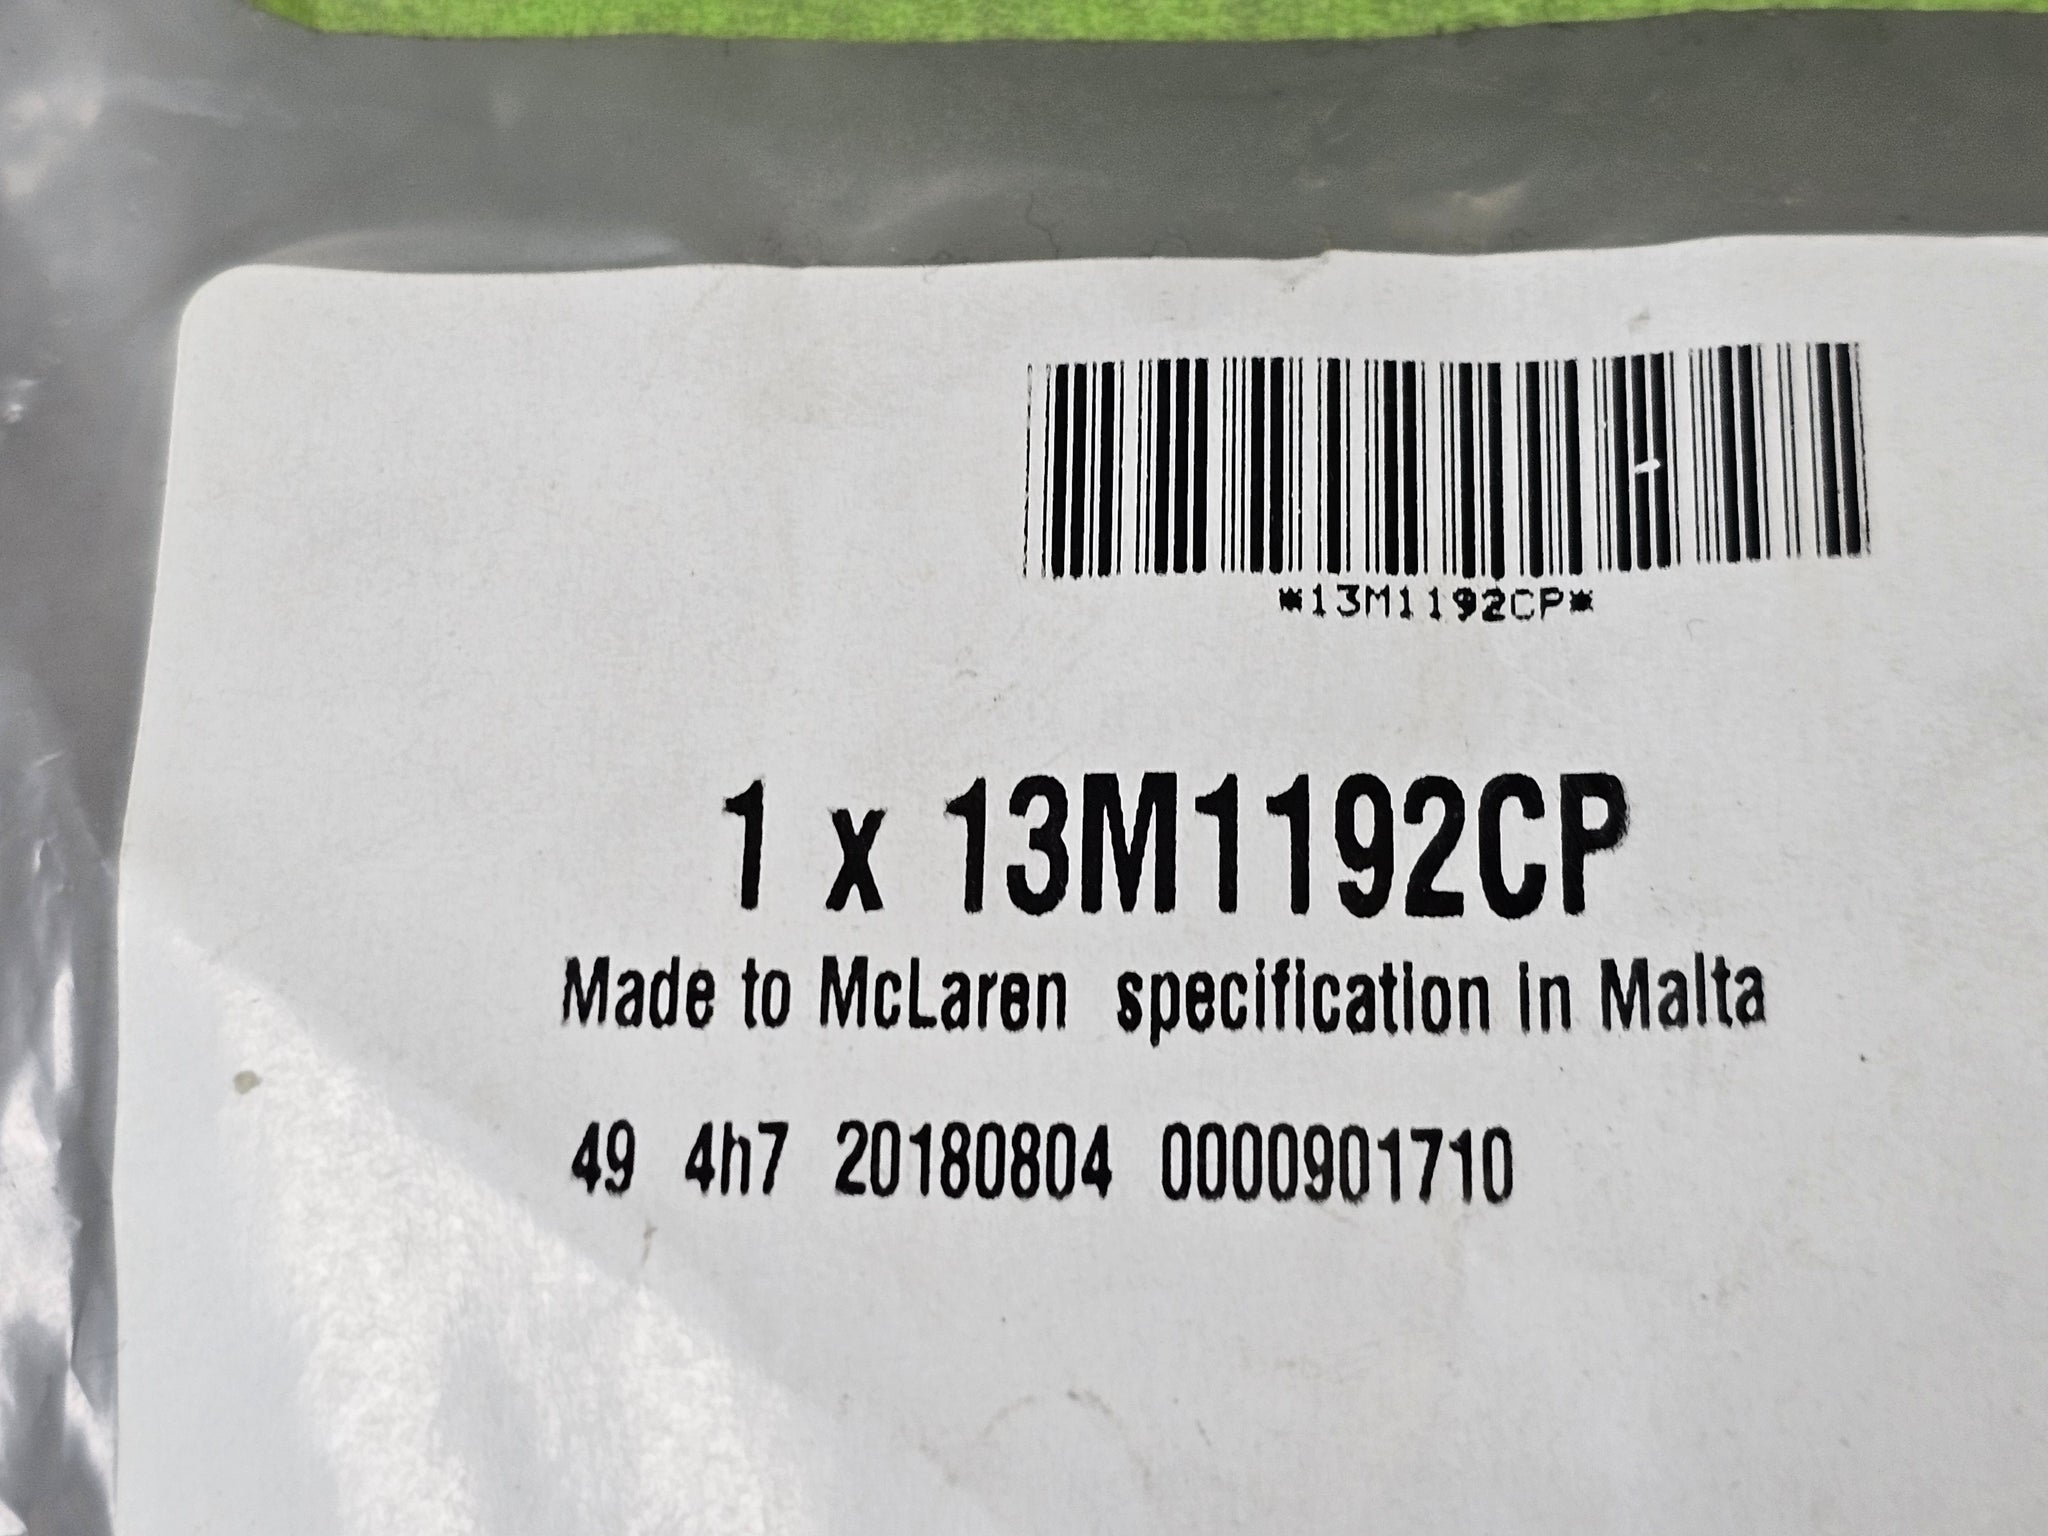 *13M1192CP*
1 x 13M1192CP
Made to McLaren specification in Malta
49 4h7 20180804 0000901710